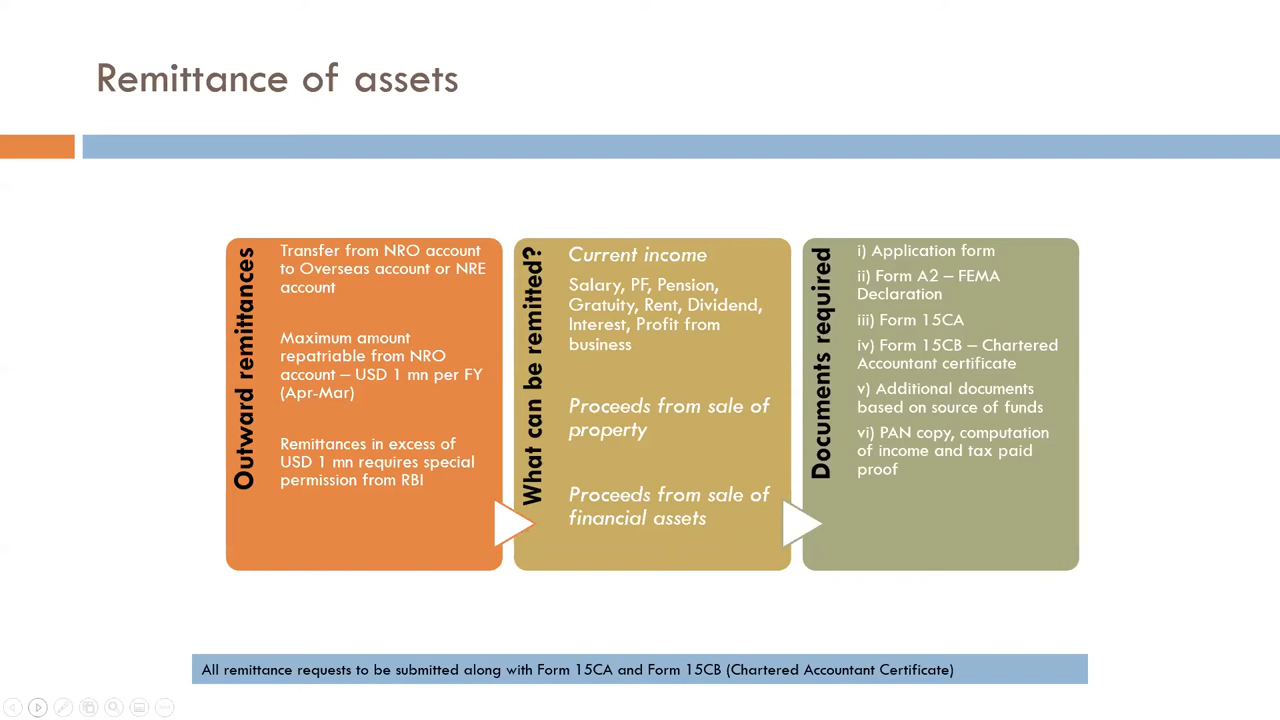 Remittance of assets
Outward remittances
Transfer from NRO account
to Overseas account or NRE
account
Maximum amount
repatriable from NRO
account – USD 1 mn per FY
(Apr-Mar)
Remittances in excess of
USD 1 mn requires special
permission from RBI
What can be remitted?
Current income
Salary, PF, Pension,
Gratuity, Rent, Dividend,
Interest, Profit from
business
Proceeds from sale of
property
Proceeds from sale of
financial assets
Documents required
i) Application form
ii) Form A2 – FEMA
Declaration
iii) Form 15CA
iv) Form 15CB – Chartered
Accountant certificate
v) Additional documents
based on source of funds
vi) PAN copy, computation
of income and tax paid
proof
All remittance requests to be submitted along with Form 15CA and Form 15CB (Chartered Accountant Certificate)